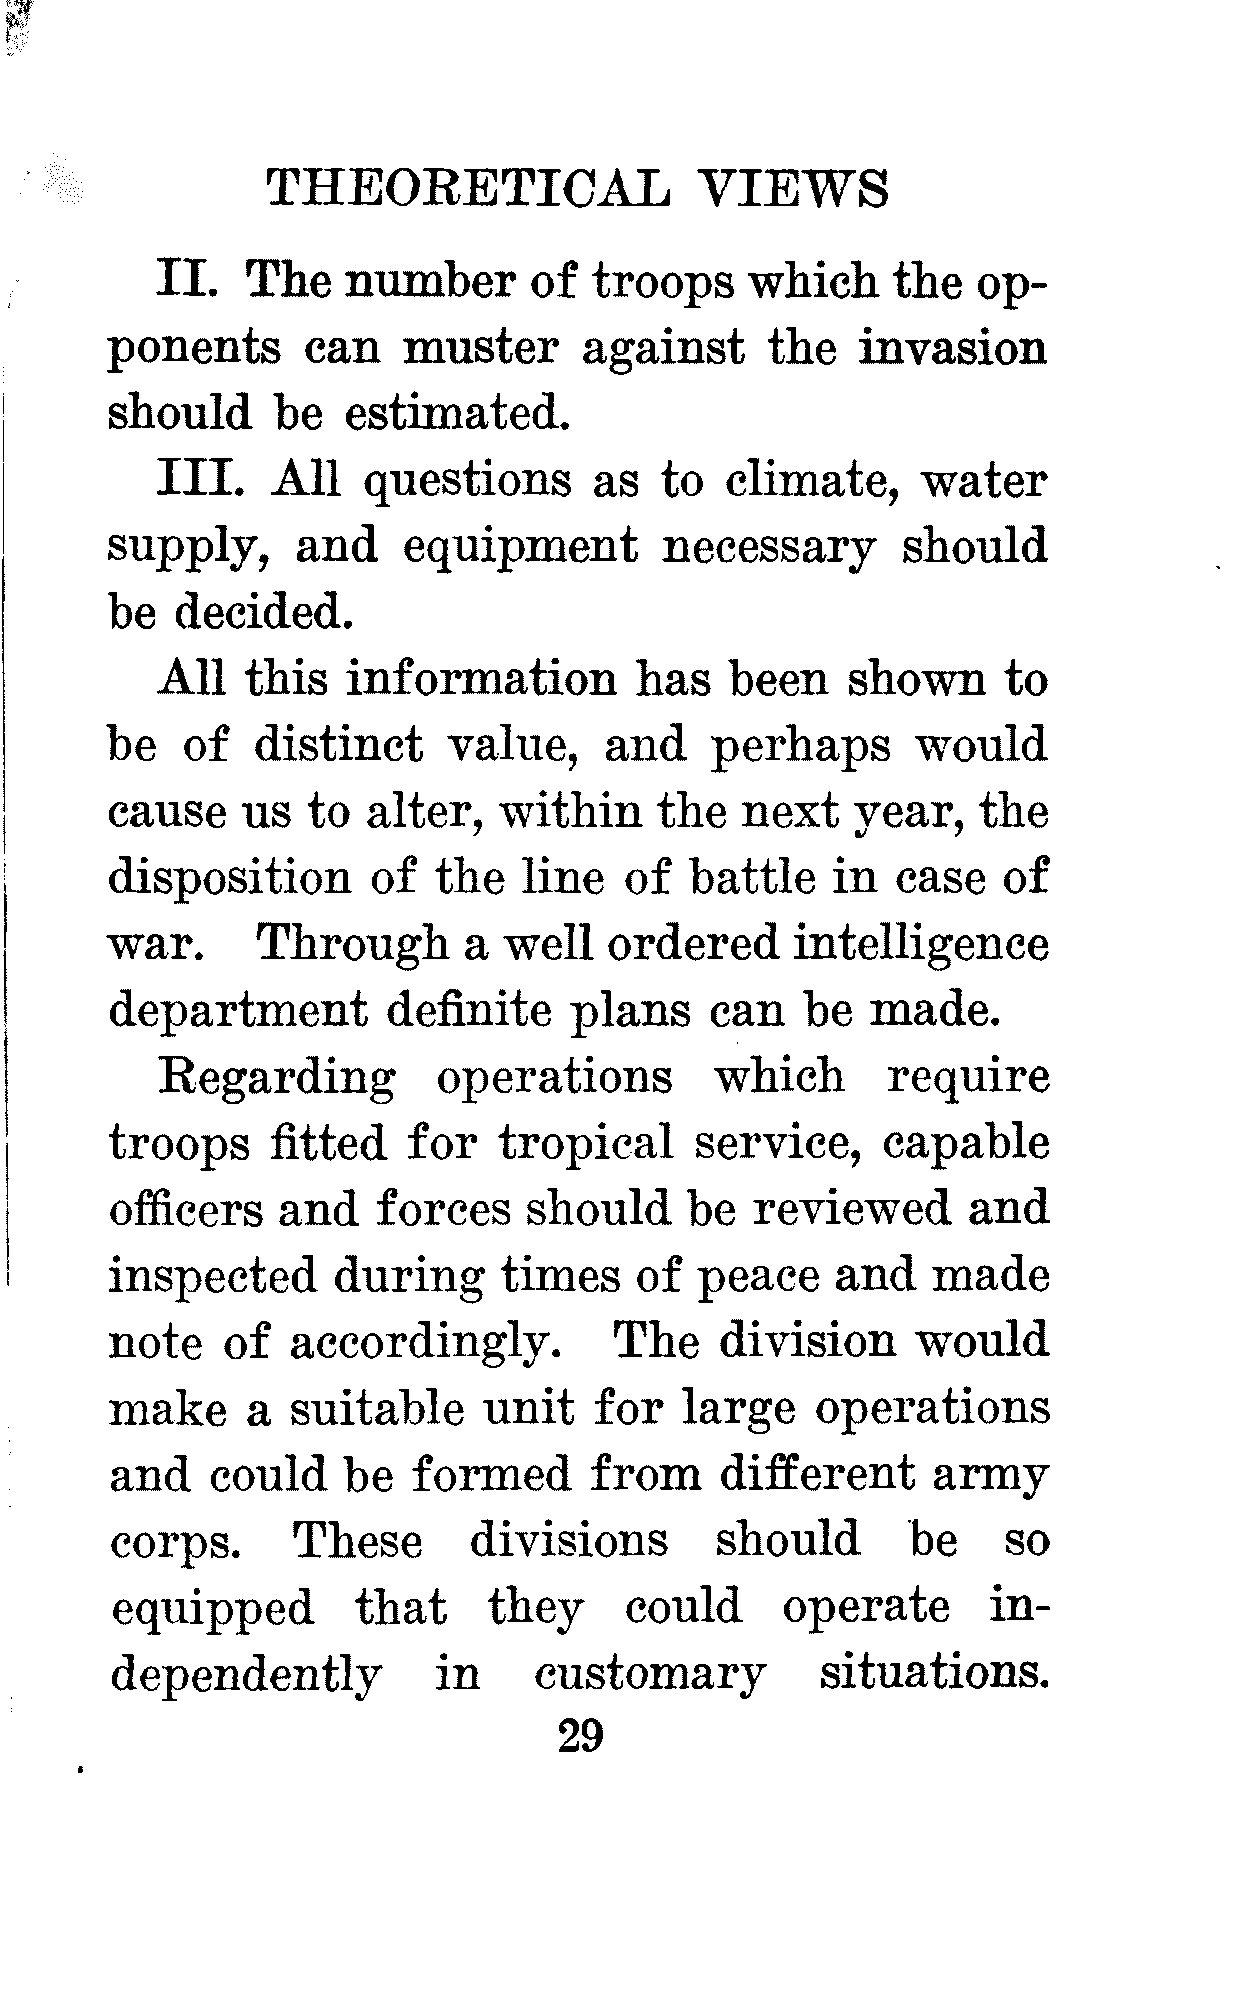 THEORETICAL VIEWS
II. The number of troops which the op-
ponents can muster against the invasion
should be estimated.
III. All questions as to climate, water
supply, and equipment necessary should
be decided.
All this information has been shown to
be of distinct value, and perhaps would
cause us to alter, within the next year, the
disposition of the line of battle in case of
war. Through a well ordered intelligence
department definite plans can be made.
Regarding operations which require
troops fitted for tropical service, capable
officers and forces should be reviewed and
inspected during times of peace and made
note of accordingly. The division would
make a suitable unit for large operations
and could be formed from different army
corps. These divisions should be so
equipped that they could operate in-
dependently in customary situations.
29